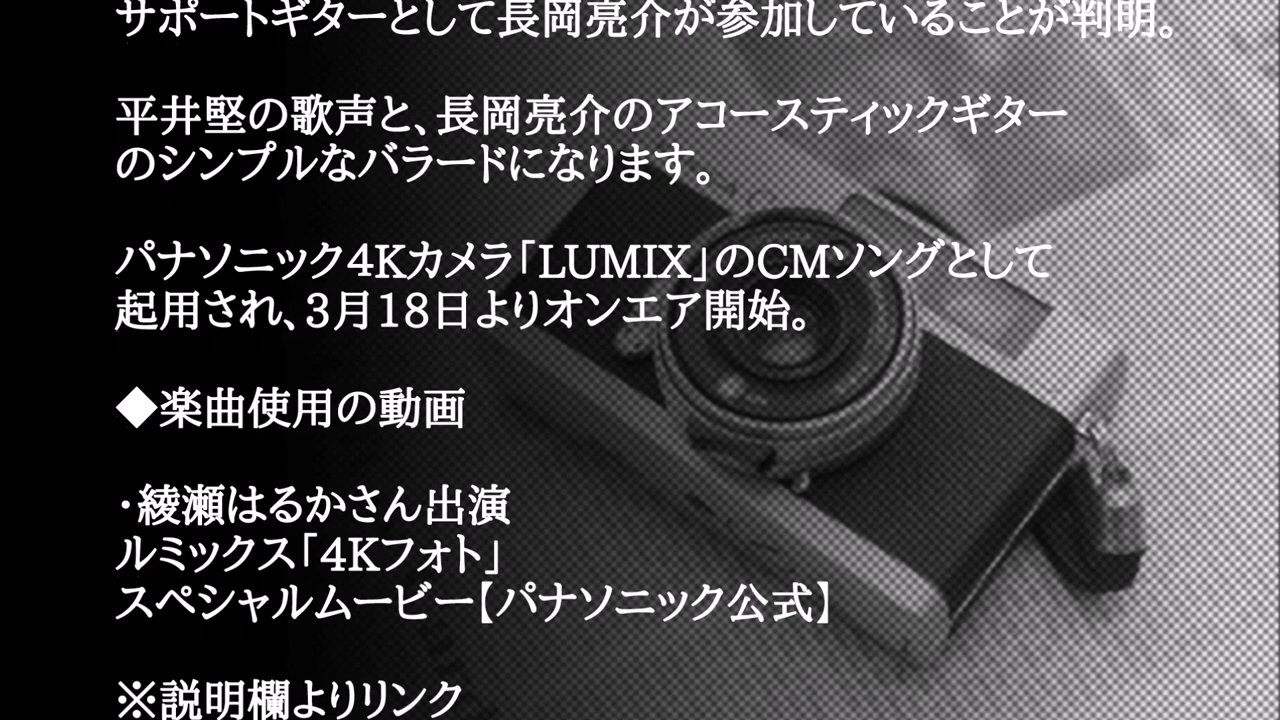 サポートギターとして長岡亮介が参加していることが判明。
平井堅の歌声と、長岡亮介のアコースティックギター
のシンプルなバラードになります。
パナソニック4Kカメラ「LUMIX」のCMソングとして
起用され、3月18日よりオンエア開始。
◆楽曲使用の動画
・綾瀬はるかさん出演
ルミックス「4Kフォト」
スペシャルムービー【パナソニック公式】
※説明欄よりリンク